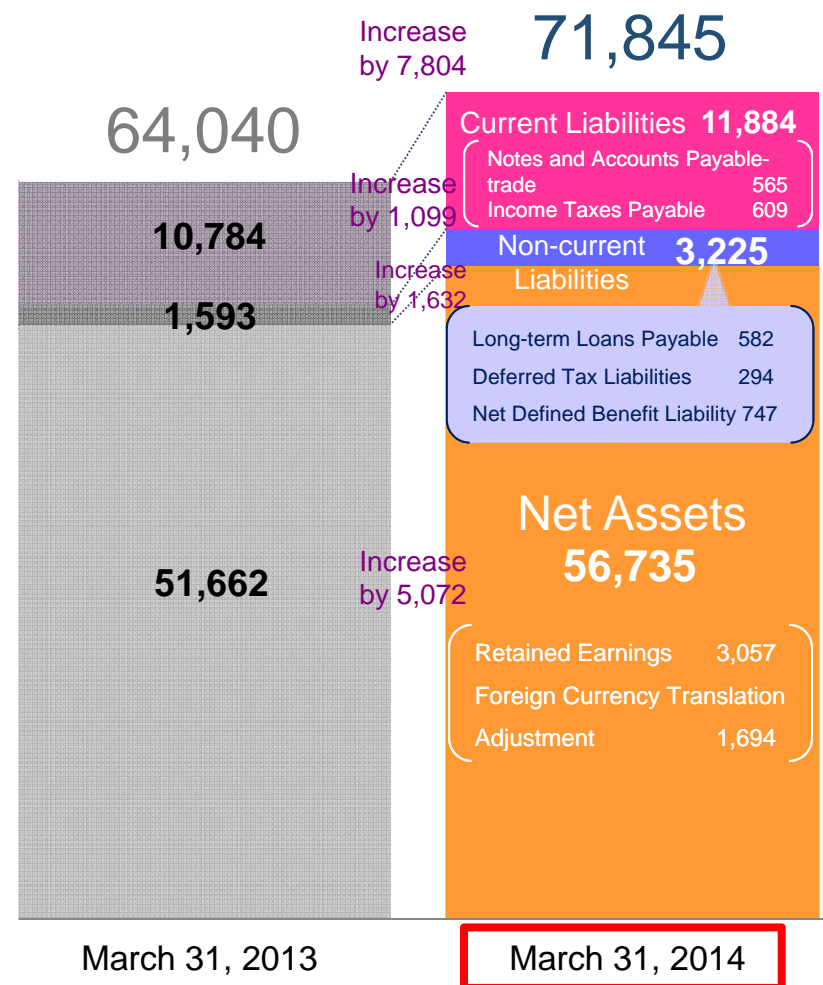 Increase
by 7,804
71,845
64,040
Current Liabilities 11,884
Notes and Accounts Payable-
trade 565
Income Taxes Payable 609
Increase
by 1,099
10,784
Non-current 3,225
Liabilities
Increase
by 1,632
1,593
Long-term Loans Payable 582
Deferred Tax Liabilities 294
Net Defined Benefit Liability 747
Net Assets
56,735
Increase
by 5,072
51,662
Retained Earnings 3,057
Foreign Currency Translation
Adjustment 1,694
March 31, 2013
March 31, 2014